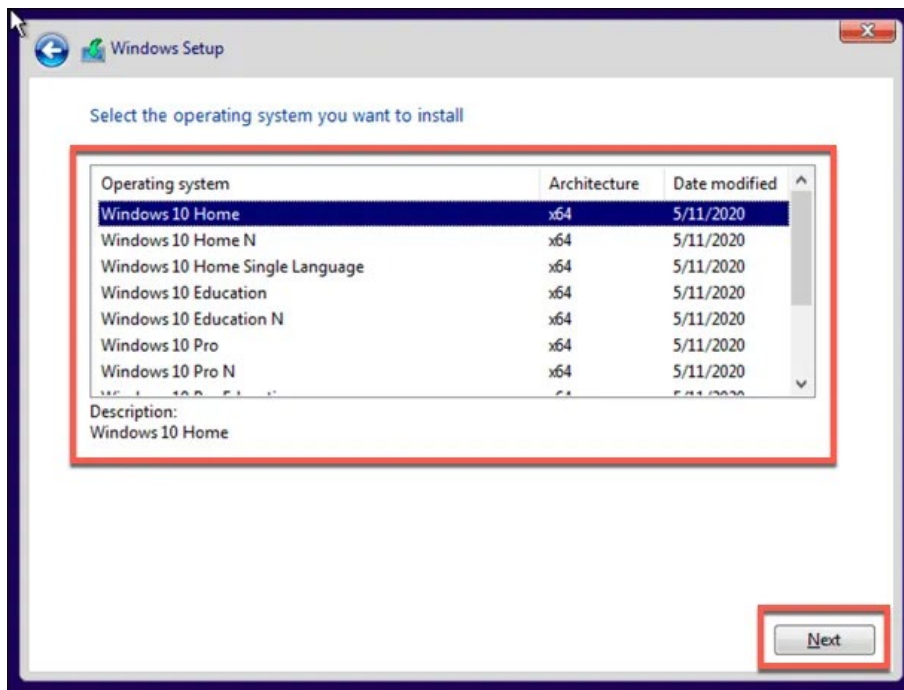 Windows Setup
Select the operating system you want to install
Operating system Architecture Date modified
Windows 10 Home x64 5/11/2020
Windows 10 Home N x64 5/11/2020
Windows 10 Home Single Language x64 5/11/2020
Windows 10 Education x64 5/11/2020
Windows 10 Education N x64 5/11/2020
Windows 10 Pro x64 5/11/2020
Windows 10 Pro N x64 5/11/2020
Description:
Windows 10 Home
Next